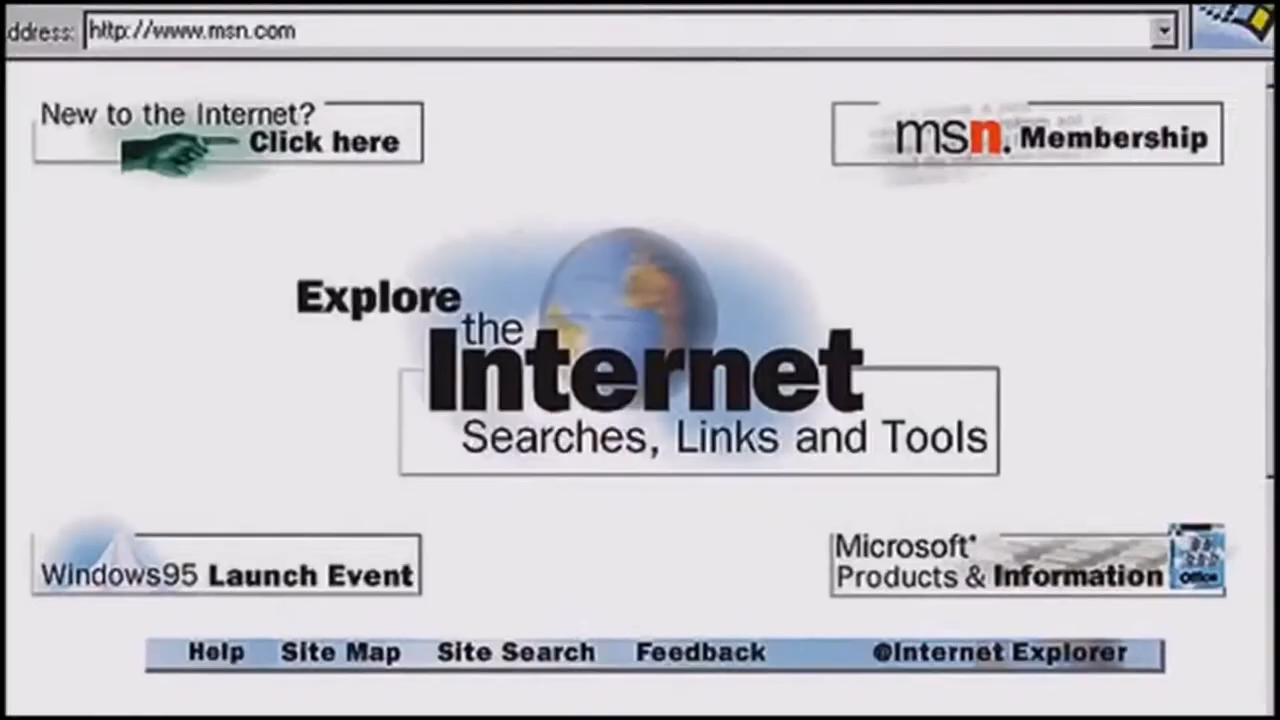 ddress:
http://www.msn.com
New to the Internet?
Click here
msn. Membership
Explore
the
Internet
Searches, Links and Tools
Windows95 Launch Event
Microsoft*
Products & Information
Office
Help Site Map Site Search Feedback @Internet Explorer